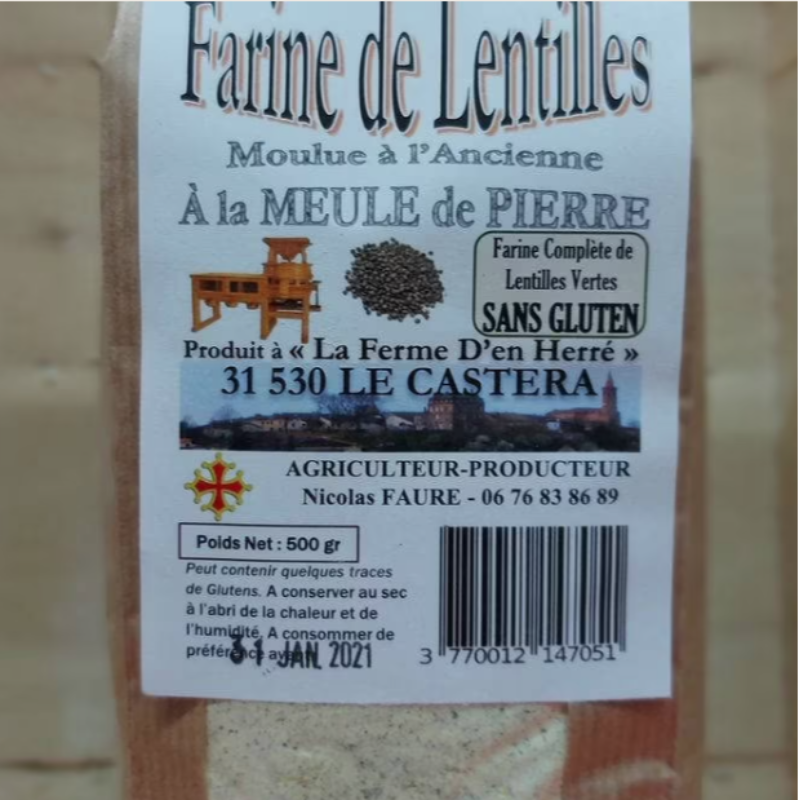 Farine de Lentilles
Moulue à l'Ancienne
À la MEULE de PIERRE
Farine Complète de
Lentilles Vertes
SANS GLUTEN
Produit à « La Ferme D'en Herré »
31 530 LE CASTERA
AGRICULTEUR-PRODUCTEUR
Nicolas FAURE - 06 76 83 86 89
Poids Net : 500 gr
Peut contenir quelques traces
de Glutens. A conserver au sec
à l'abri de la chaleur et de
l'humidité. A consommer de
préférence avant
31 JAN 2021
3 770012 147051